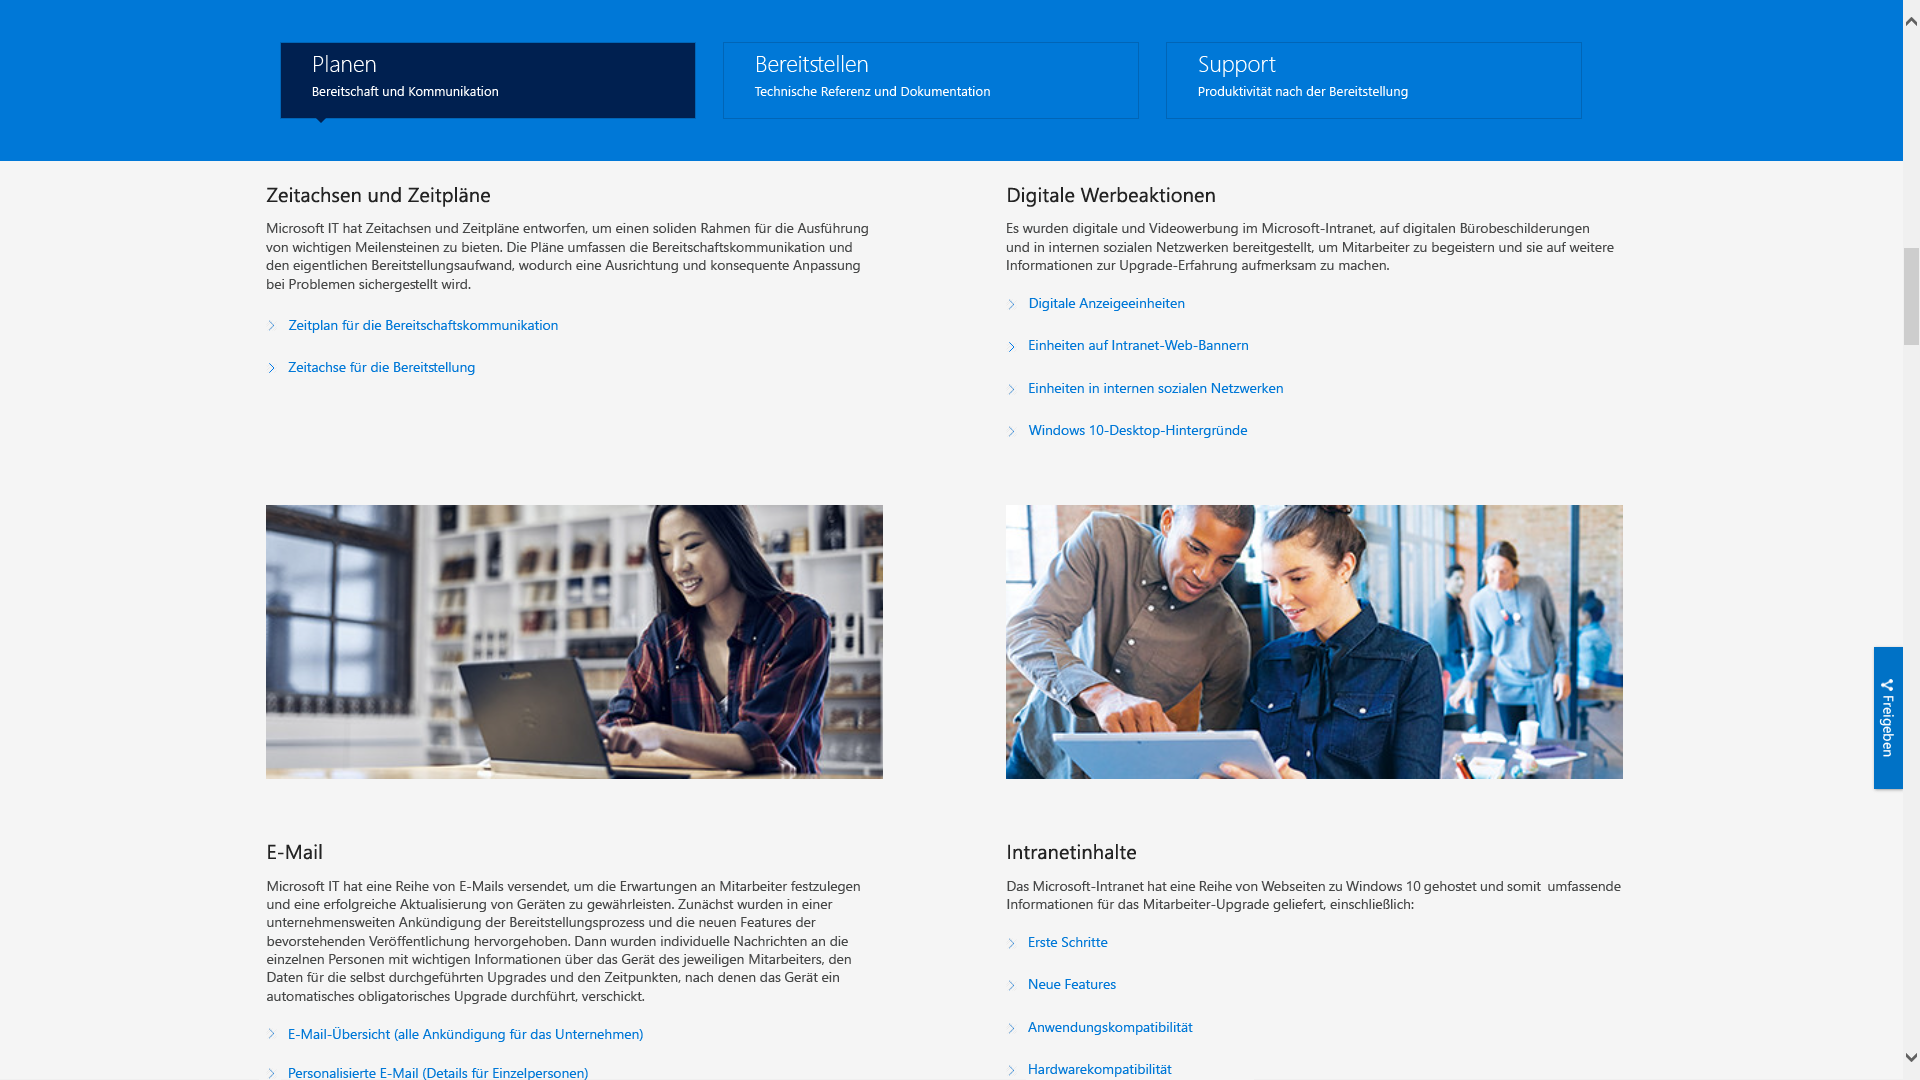 Planen
Bereitschaft und Kommunikation
Bereitstellen
Technische Referenz und Dokumentation
Support
Produktivität nach der Bereitstellung
Zeitachsen und Zeitpläne
Microsoft IT hat Zeitachsen und Zeitpläne entworfen, um einen soliden Rahmen für die Ausführung
von wichtigen Meilensteinen zu bieten. Die Pläne umfassen die Bereitschaftskommunikation und
den eigentlichen Bereitstellungsaufwand, wodurch eine Ausrichtung und konsequente Anpassung
bei Problemen sichergestellt wird.
Zeitplan für die Bereitschaftskommunikation
Zeitachse für die Bereitstellung
Digitale Werbeaktionen
Es wurden digitale und Videowerbung im Microsoft-Intranet, auf digitalen Bürobeschilderungen
und in internen sozialen Netzwerken bereitgestellt, um Mitarbeiter zu begeistern und sie auf weitere
Informationen zur Upgrade-Erfahrung aufmerksam zu machen.
Digitale Anzeigeeinheiten
Einheiten auf Intranet-Web-Bannern
Einheiten in internen sozialen Netzwerken
Windows 10-Desktop-Hintergründe
Freigeben
E-Mail
Microsoft IT hat eine Reihe von E-Mails versendet, um die Erwartungen an Mitarbeiter festzulegen
und eine erfolgreiche Aktualisierung von Geräten zu gewährleisten. Zunächst wurden in einer
unternehmensweiten Ankündigung der Bereitstellungsprozess und die neuen Features der
bevorstehenden Veröffentlichung hervorgehoben. Dann wurden individuelle Nachrichten an die
einzelnen Personen mit wichtigen Informationen über das Gerät des jeweiligen Mitarbeiters, den
Daten für die selbst durchgeführten Upgrades und den Zeitpunkten, nach denen das Gerät ein
automatisches obligatorisches Upgrade durchführt, verschickt.
E-Mail-Übersicht (alle Ankündigung für das Unternehmen)
Personalisierte E-Mail (Details für Einzelpersonen)
Intranetinhalte
Das Microsoft-Intranet hat eine Reihe von Webseiten zu Windows 10 gehostet und somit umfassende
Informationen für das Mitarbeiter-Upgrade geliefert, einschließlich:
Erste Schritte
Neue Features
Anwendungskompatibilität
Hardwarekompatibilität